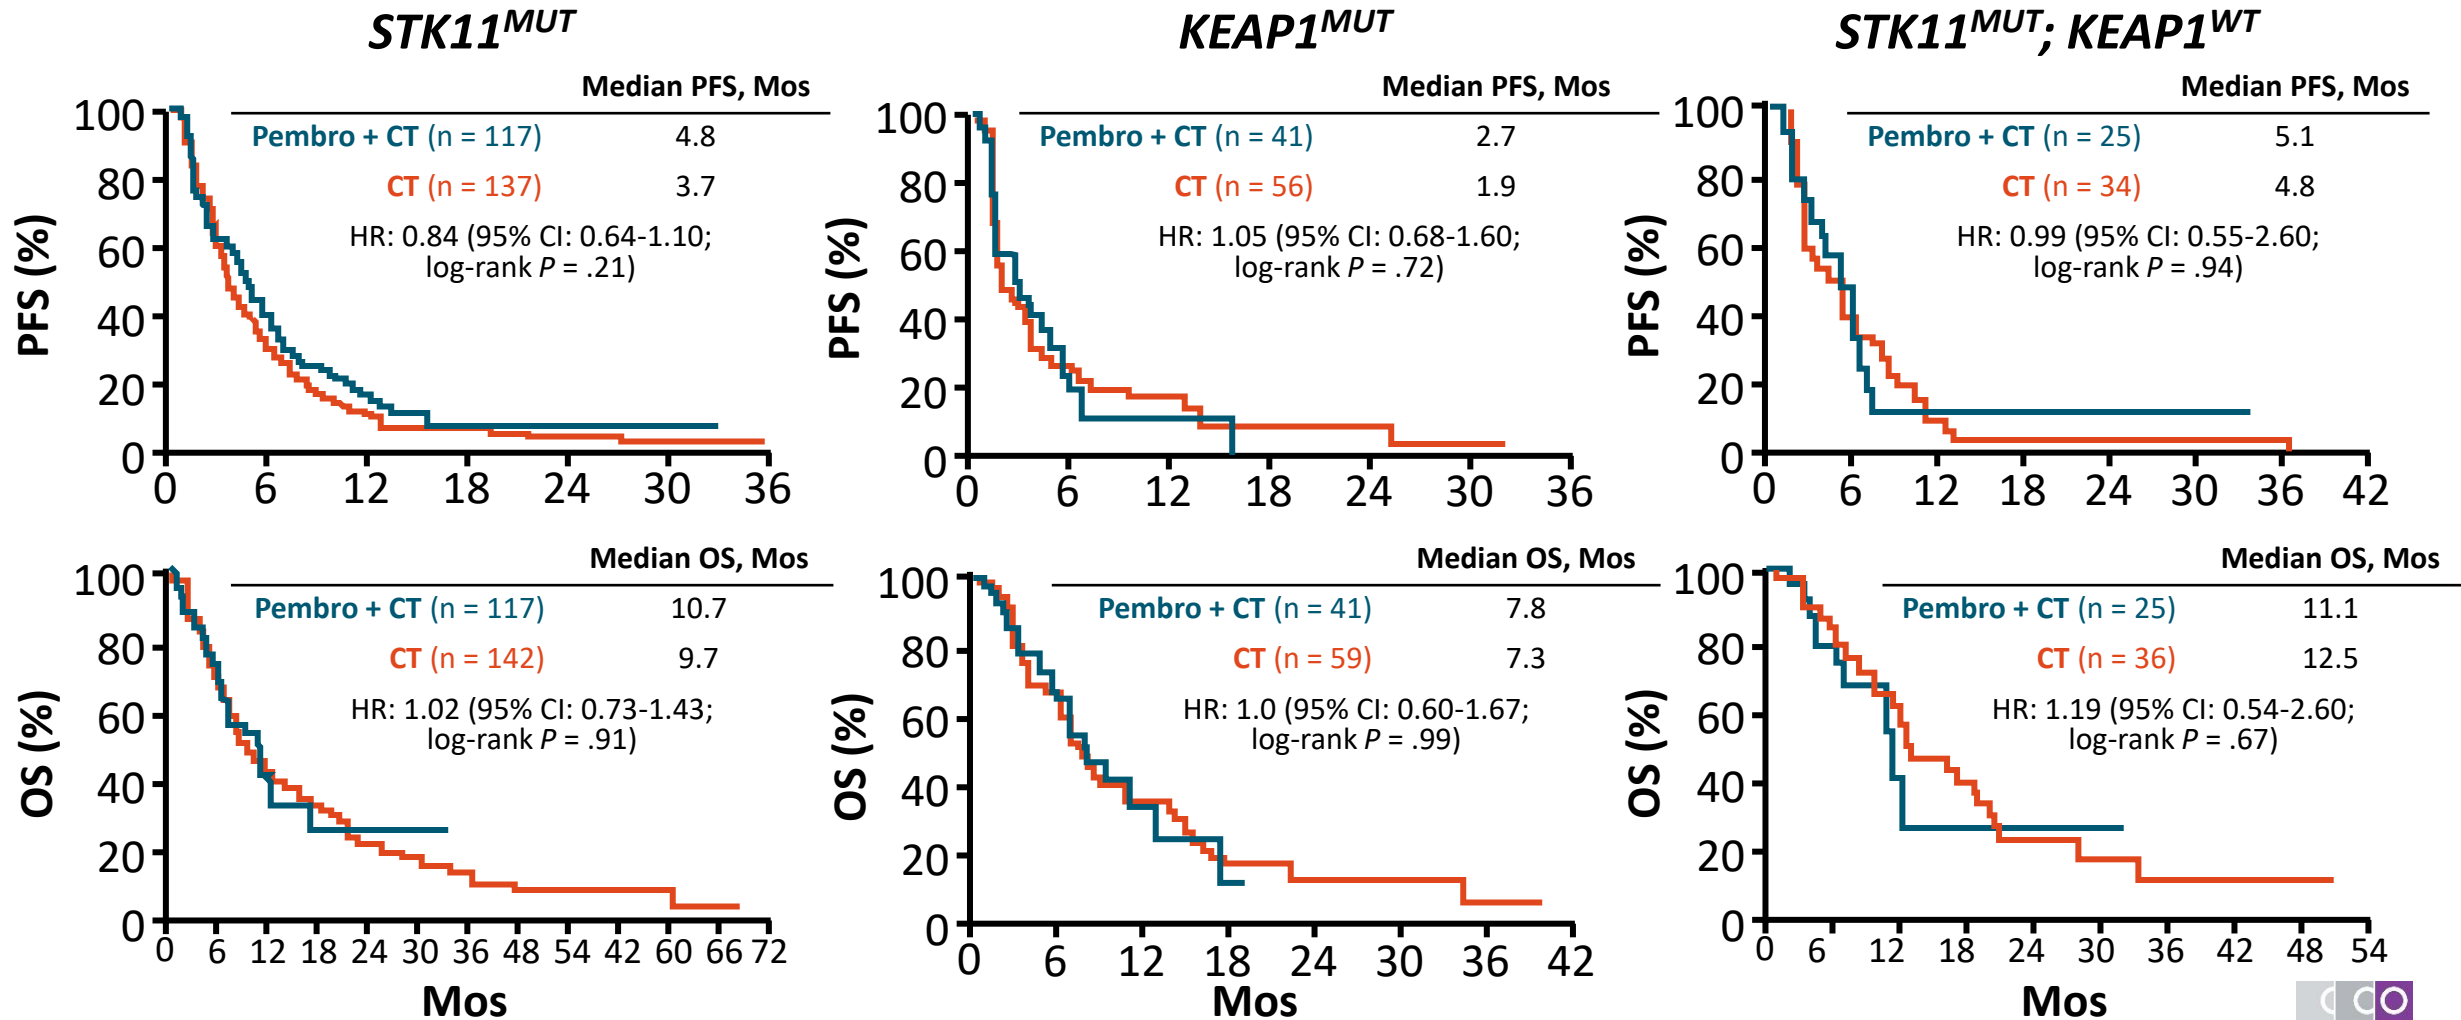 STK11MUT
Median PFS, Mos
Pembro + CT (n = 117) 4.8
CT (n = 137) 3.7
HR: 0.84 (95% CI: 0.64-1.10;
log-rank P = .21)
PFS (%)
100
80
60
40
20
0
0 6 12 18 24 30 36
KEAP1MUT
Median PFS, Mos
Pembro + CT (n = 41) 2.7
CT (n = 56) 1.9
HR: 1.05 (95% CI: 0.68-1.60;
log-rank P = .72)
PFS (%)
100
80
60
40
20
0
0 6 12 18 24 30 36
STK11MUT; KEAP1WT
Median PFS, Mos
Pembro + CT (n = 25) 5.1
CT (n = 34) 4.8
HR: 0.99 (95% CI: 0.55-2.60;
log-rank P = .94)
PFS (%)
100
80
60
40
20
0
0 6 12 18 24 30 36 42
Median OS, Mos
Pembro + CT (n = 117) 10.7
CT (n = 142) 9.7
HR: 1.02 (95% CI: 0.73-1.43;
log-rank P = .91)
OS (%)
100
80
60
40
20
0
0 6 12 18 24 30 36 48 54 42 60 66 72
Mos
Median OS, Mos
Pembro + CT (n = 41) 7.8
CT (n = 59) 7.3
HR: 1.0 (95% CI: 0.60-1.67;
log-rank P = .99)
OS (%)
100
80
60
40
20
0
0 6 12 18 24 30 36 42
Mos
Median OS, Mos
Pembro + CT (n = 25) 11.1
CT (n = 36) 12.5
HR: 1.19 (95% CI: 0.54-2.60;
log-rank P = .67)
OS (%)
100
80
60
40
20
0
0 6 12 18 24 30 36 42 48 54
Mos